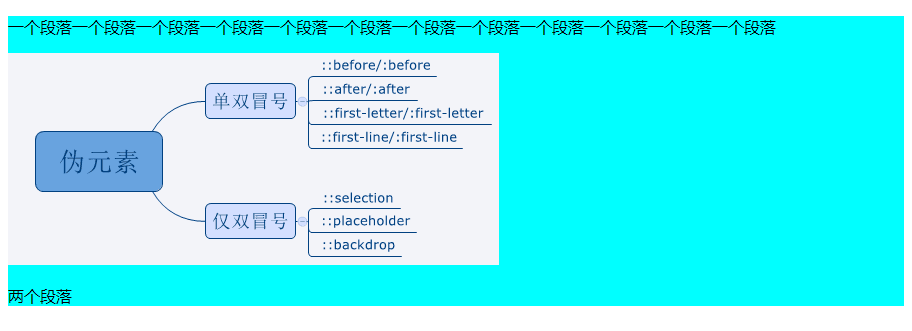 一个段落一个段落一个段落一个段落一个段落一个段落一个段落一个段落一个段落一个段落一个段落一个段落
伪元素
单双冒号
::before/:before
::after/:after
::first-letter/:first-letter
::first-line/:first-line
仅双冒号
::selection
::placeholder
::backdrop
两个段落